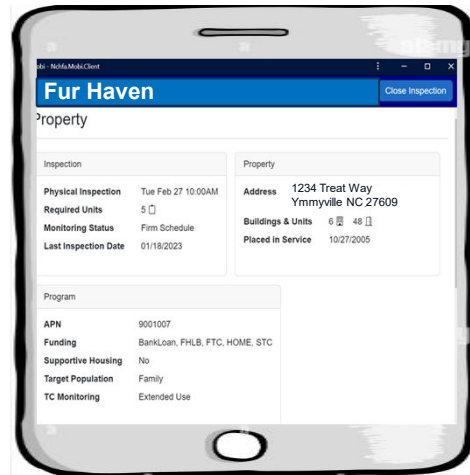 obi - Nchfa.Mobi.Client
Fur Haven
Close Inspection
Property
Inspection
Physical Inspection Tue Feb 27 10:00AM
Required Units 5
Monitoring Status Firm Schedule
Last Inspection Date 01/18/2023
Property
Address 1234 Treat Way
Ymmyville NC 27609
Buildings & Units 6 48
Placed in Service 10/27/2005
Program
APN 9001007
Funding BankLoan, FHLB, FTC, HOME, STC
Supportive Housing No
Target Population Family
TC Monitoring Extended Use